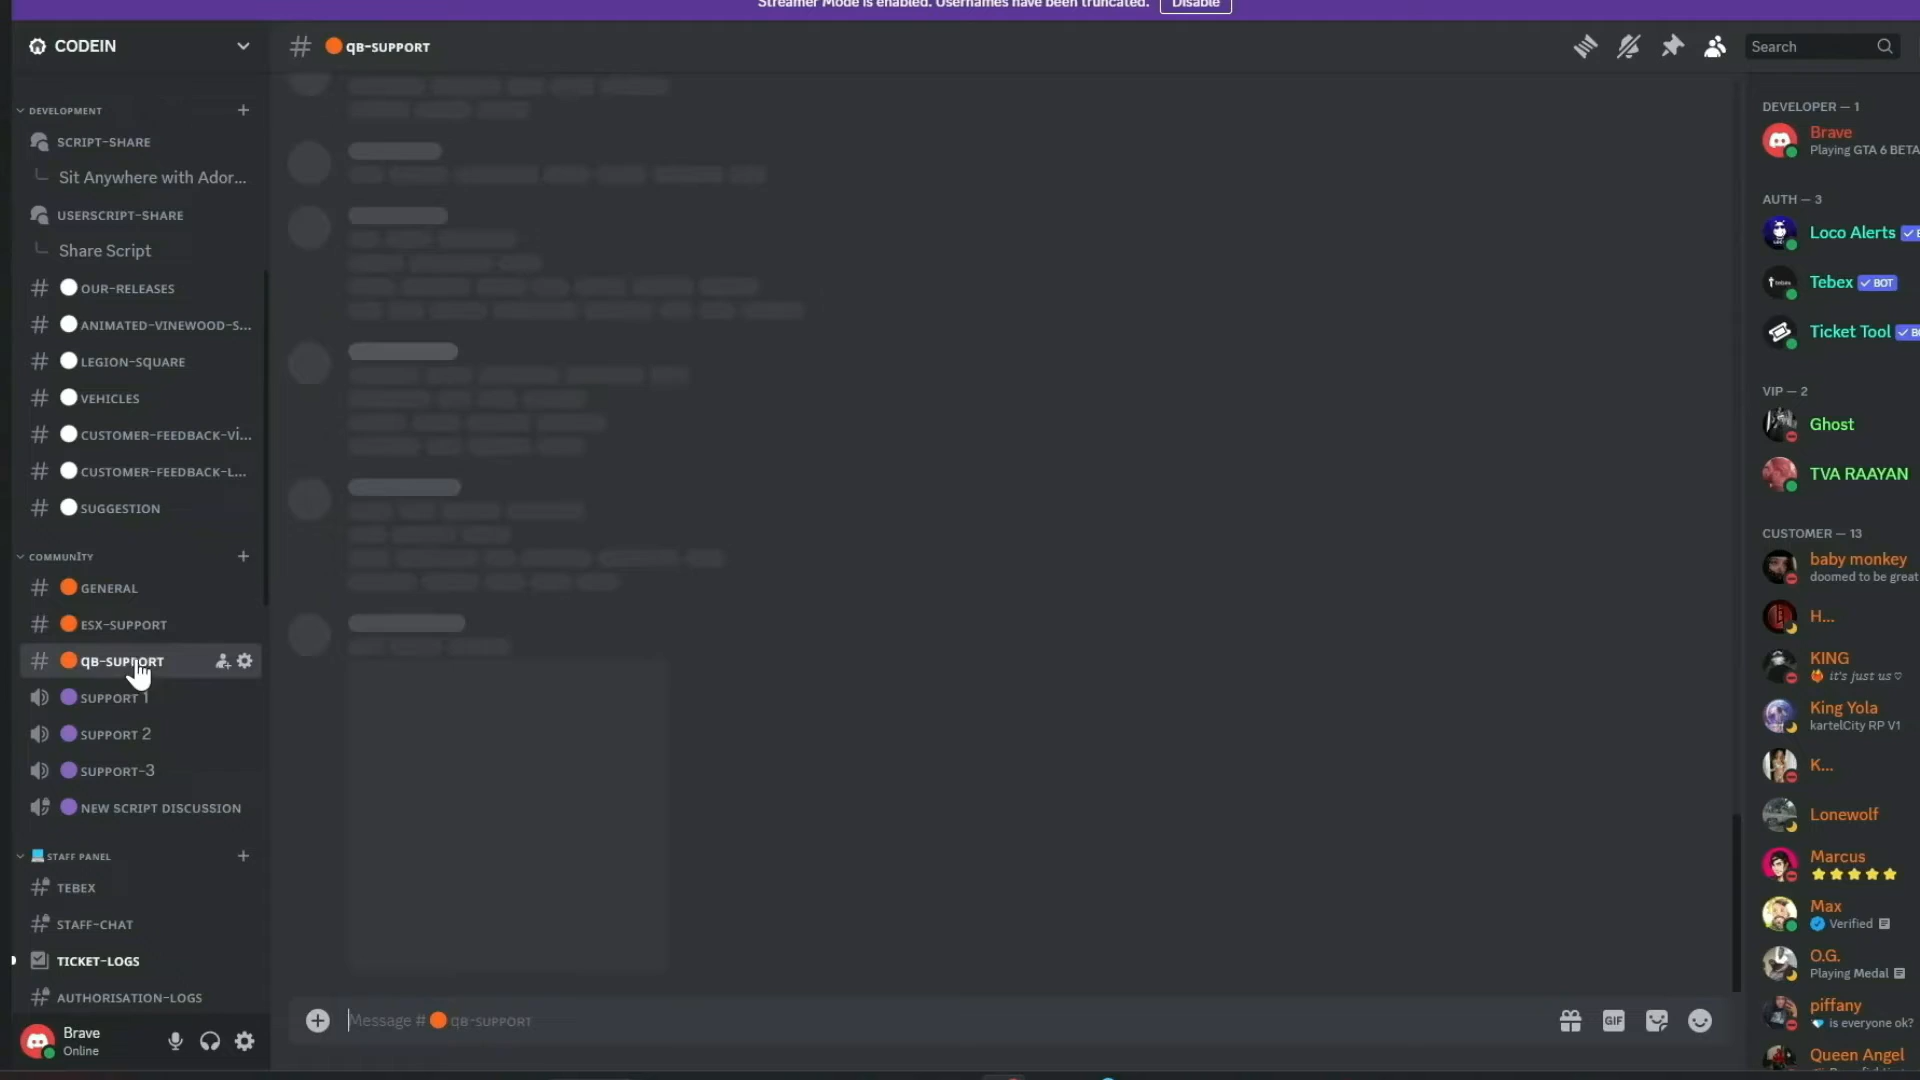 Streamer Mode is enabled. Usernames have been truncated.
Disable
CODEIN
DEVELOPMENT
SCRIPT-SHARE
Sit Anywhere with Ador...
USERSCRIPT-SHARE
Share Script
OUR-RELEASES
ANIMATED-VINEWOOD-S...
LEGION-SQUARE
VEHICLES
CUSTOMER-FEEDBACK-VI...
CUSTOMER-FEEDBACK-L...
SUGGESTION
COMMUNİTY
GENERAL
ESX-SUPPORT
QB-SUPPORT
SUPPORT 1
SUPPORT 2
SUPPORT-3
NEW SCRIPT DISCUSSION
STAFF PANEL
TEBEX
STAFF-CHAT
TICKET-LOGS
AUTHORISATION-LOGS
Brave
Online
# QB-SUPPORT
Message # QB-SUPPORT
GIF
Search
DEVELOPER — 1
Brave
Playing GTA 6 BETA
AUTH — 3
Loco Alerts
Tebex BOT
Ticket Tool
VIP — 2
Ghost
TVA RAAYAN
CUSTOMER — 13
baby monkey
doomed to be great
H...
KING
it's just us ♡
King Yola
kartelCity RP V1
K...
Lonewolf
Marcus
Max
Verified
O.G.
Playing Medal
piffany
is everyone ok?
Queen Angel